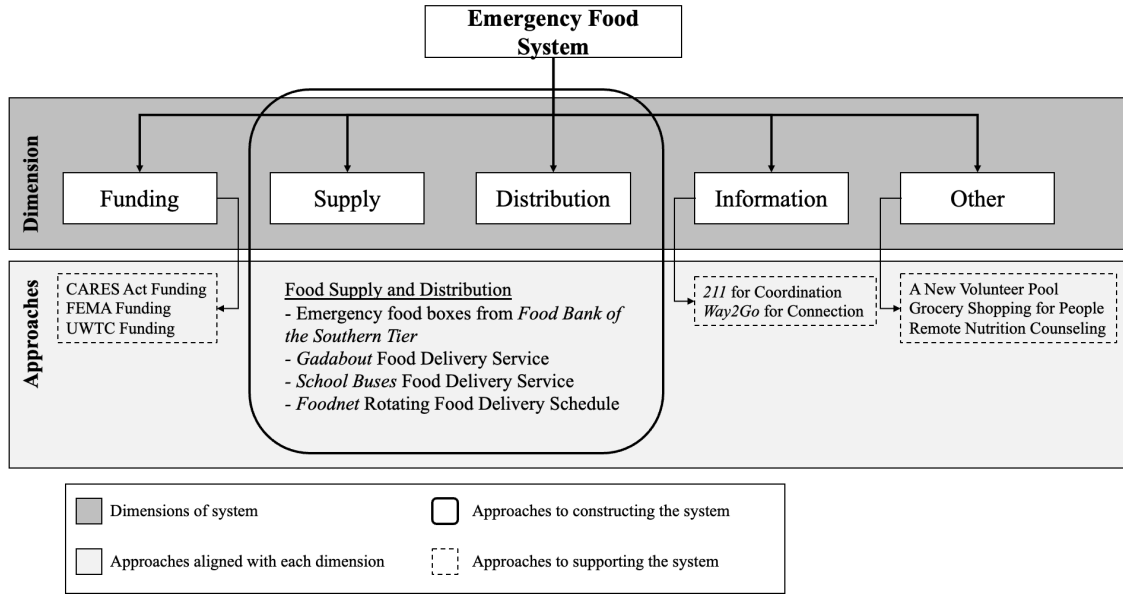 Emergency Food
System
Dimension
Funding
Supply
Distribution
Information
Other
Approaches
CARES Act Funding
FEMA Funding
UWTC Funding
Food Supply and Distribution
- Emergency food boxes from Food Bank of
the Southern Tier
- Gadabout Food Delivery Service
- School Buses Food Delivery Service
- Foodnet Rotating Food Delivery Schedule
211 for Coordination
Way2Go for Connection
A New Volunteer Pool
Grocery Shopping for People
Remote Nutrition Counseling
Dimensions of system
Approaches to constructing the system
Approaches aligned with each dimension
Approaches to supporting the system